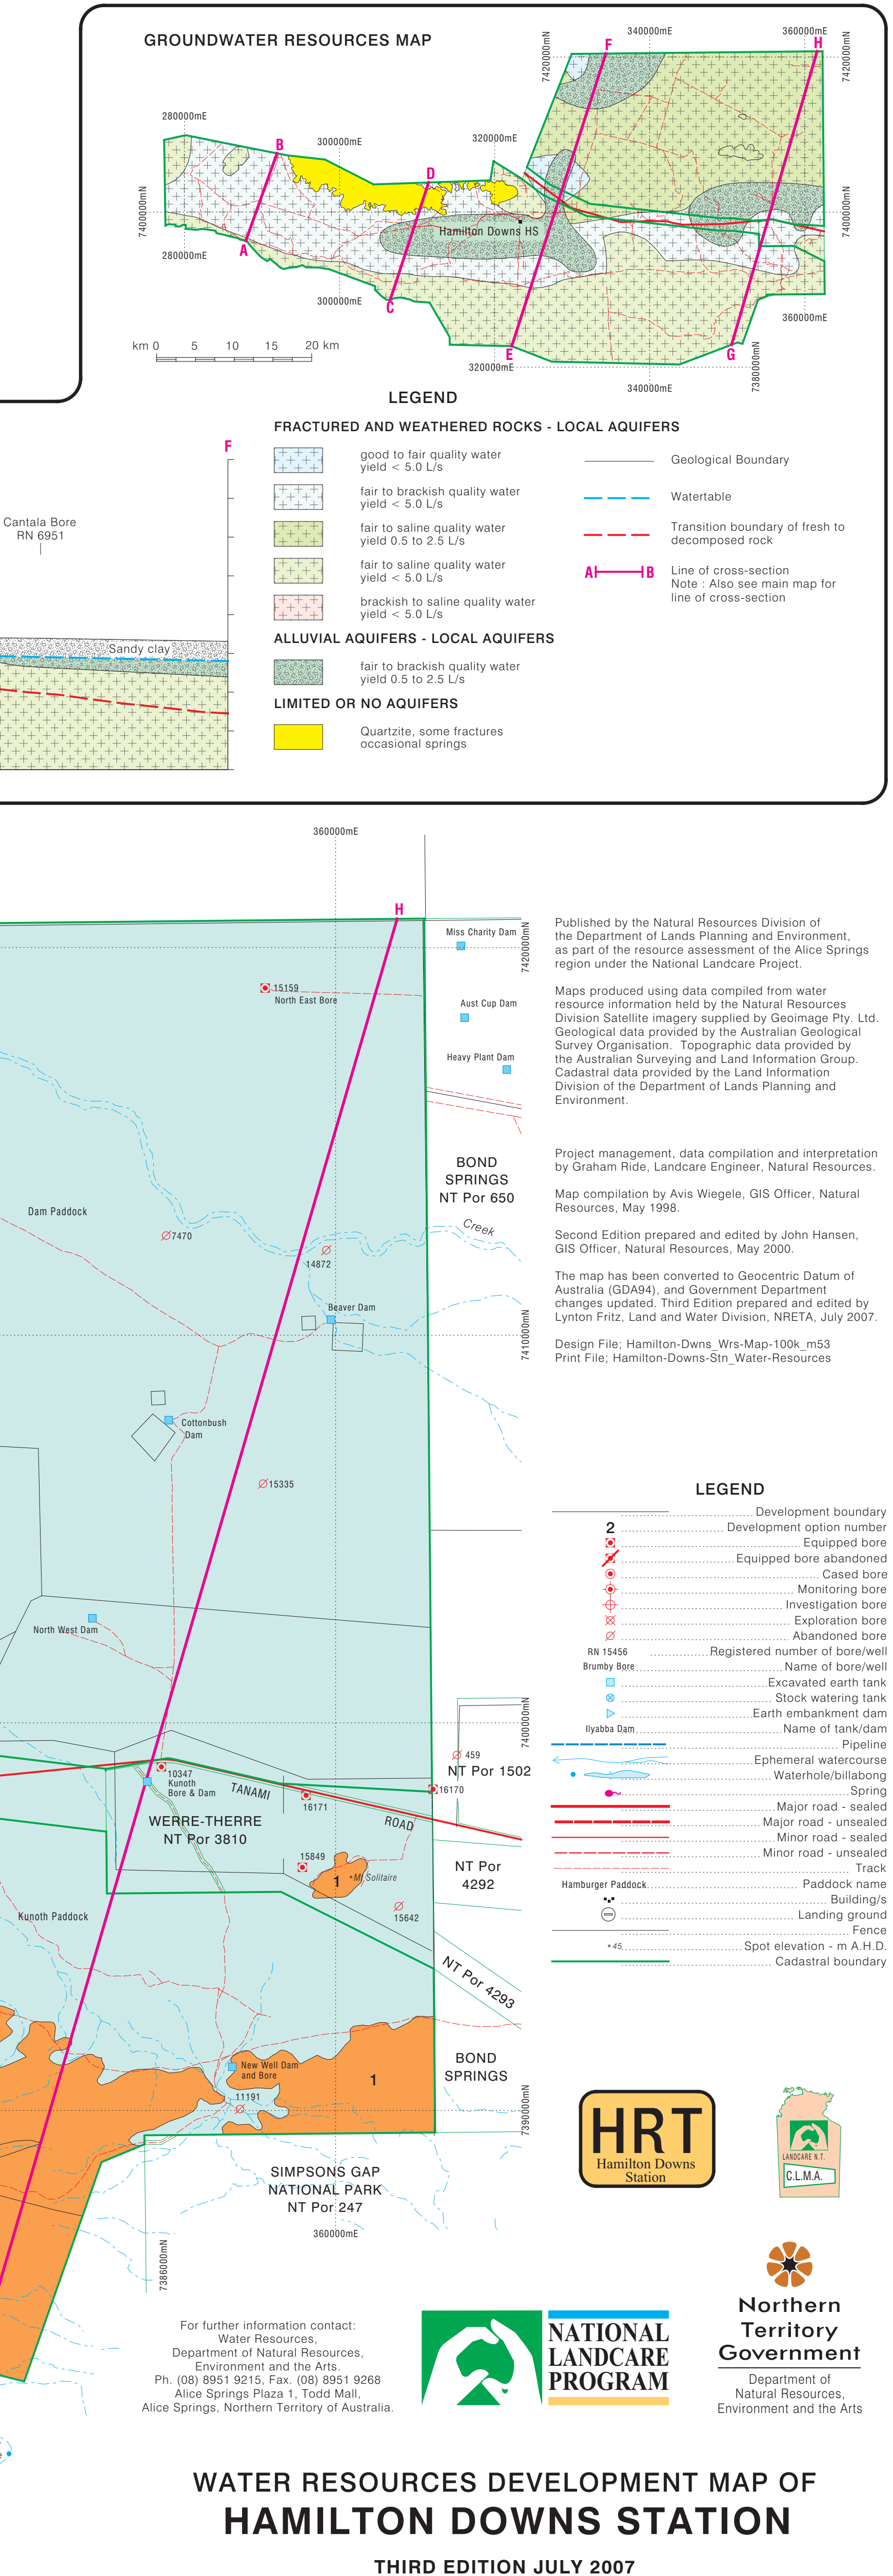 GROUNDWATER RESOURCES MAP
340000mE
360000mE
7420000mN
F
H
7420000mN
280000mE
B
300000mE
320000mE
D
7400000mN
Hamilton Downs HS
7400000mN
A
280000mE
300000mE
C
360000mE
km 0 5 10 15 20 km
E
G
320000mE
340000mE
7380000mN
LEGEND
FRACTURED AND WEATHERED ROCKS - LOCAL AQUIFERS
good to fair quality water
yield < 5.0 L/s
fair to brackish quality water
yield < 5.0 L/s
fair to saline quality water
yield 0.5 to 2.5 L/s
fair to saline quality water
yield < 5.0 L/s
brackish to saline quality water
yield < 5.0 L/s
ALLUVIAL AQUIFERS - LOCAL AQUIFERS
fair to brackish quality water
yield 0.5 to 2.5 L/s
LIMITED OR NO AQUIFERS
Quartzite, some fractures
occasional springs
Geological Boundary
Watertable
Transition boundary of fresh to
decomposed rock
A B Line of cross-section
Note : Also see main map for
line of cross-section
F
Cantala Bore
RN 6951
Sandy clay
360000mE
H
Miss Charity Dam
7420000mN
15159
North East Bore
Aust Cup Dam
Heavy Plant Dam
BOND
SPRINGS
NT Por 650
Dam Paddock
Creek
7470
14872
Beaver Dam
7410000mN
Cottonbush
Dam
15335
North West Dam
7400000mN
459
NT Por 1502
10347
Kunoth
Bore & Dam
TANAMI
16170
16171
ROAD
WERRE-THERRE
NT Por 3810
15849
1
Mt Solitaire
NT Por
4292
15642
Kunoth Paddock
NT Por 4293
New Well Dam
and Bore
1
BOND
SPRINGS
11191
7390000mN
SIMPSONS GAP
NATIONAL PARK
NT Por 247
360000mE
7386000mN
Published by the Natural Resources Division of
the Department of Lands Planning and Environment,
as part of the resource assessment of the Alice Springs
region under the National Landcare Project.
Maps produced using data compiled from water
resource information held by the Natural Resources
Division Satellite imagery supplied by Geoimage Pty. Ltd.
Geological data provided by the Australian Geological
Survey Organisation. Topographic data provided by
the Australian Surveying and Land Information Group.
Cadastral data provided by the Land Information
Division of the Department of Lands Planning and
Environment.
Project management, data compilation and interpretation
by Graham Ride, Landcare Engineer, Natural Resources.
Map compilation by Avis Wiegele, GIS Officer, Natural
Resources, May 1998.
Second Edition prepared and edited by John Hansen,
GIS Officer, Natural Resources, May 2000.
The map has been converted to Geocentric Datum of
Australia (GDA94), and Government Department
changes updated. Third Edition prepared and edited by
Lynton Fritz, Land and Water Division, NRETA, July 2007.
Design File; Hamilton-Dwns_Wrs-Map-100k_m53
Print File; Hamilton-Downs-Stn_Water-Resources
LEGEND
Development boundary
2 Development option number
Equipped bore
Equipped bore abandoned
Cased bore
Monitoring bore
Investigation bore
Exploration bore
Abandoned bore
RN 15456 Registered number of bore/well
Brumby Bore Name of bore/well
Excavated earth tank
Stock watering tank
Earth embankment dam
Ilyabba Dam Name of tank/dam
Pipeline
Ephemeral watercourse
Waterhole/billabong
Spring
Major road - sealed
Major road - unsealed
Minor road - sealed
Minor road - unsealed
Track
Hamburger Paddock Paddock name
Building/s
Landing ground
Fence
45 Spot elevation - m A.H.D.
Cadastral boundary
HRT
Hamilton Downs
Station
LANDCARE N.T.
C.L.M.A.
For further information contact:
Water Resources,
Department of Natural Resources,
Environment and the Arts.
Ph. (08) 8951 9215, Fax. (08) 8951 9268
Alice Springs Plaza 1, Todd Mall,
Alice Springs, Northern Territory of Australia.
NATIONAL
LANDCARE
PROGRAM
Northern
Territory
Government
Department of
Natural Resources,
Environment and the Arts
WATER RESOURCES DEVELOPMENT MAP OF
HAMILTON DOWNS STATION
THIRD EDITION JULY 2007